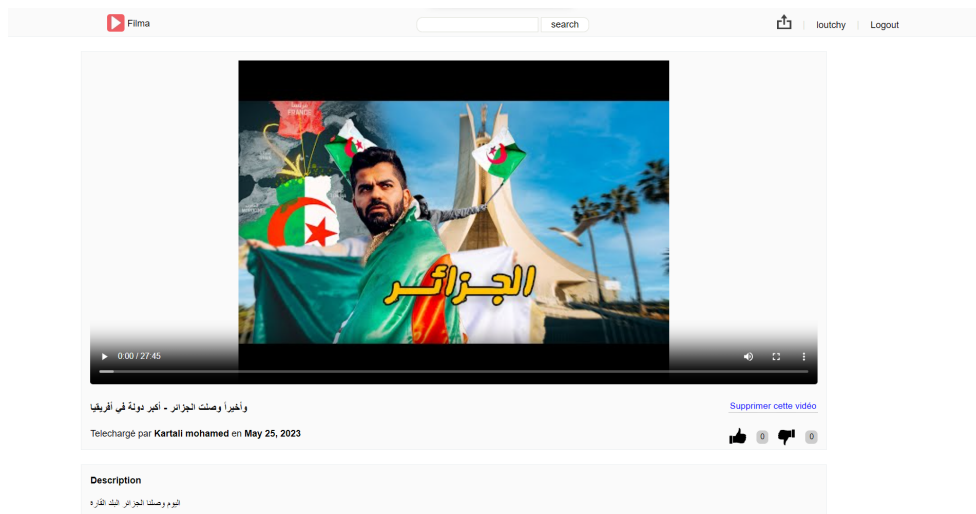 Flima
search
loutchy
Logout
FRANCE
الجزائر
0:00 / 27:45
وأخيراً وصلت الجزائر - أكبر دولة في أفريقيا
Supprimer cette vidéo
Telechargé par Kartali mohamed en May 25, 2023
0
0
Description
اليوم وصلنا الجزائر البلد القاره